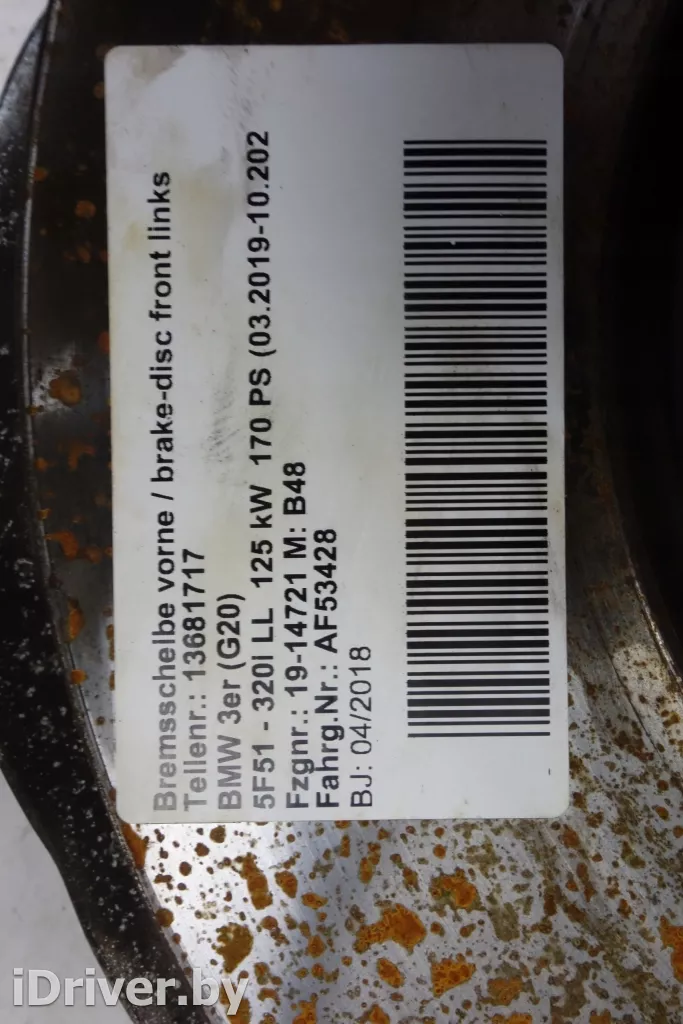 Bremsscheibe vorne / brake-disc front links
Teilenr.: 13681717
BMW 3er (G20)
5F51 - 320i LL 125 kW 170 PS (03.2019-10.202
Fzgnr.: 19-14721 M: B48
Fahrg.Nr.: AF53428
BJ: 04/2018
iDriver.by